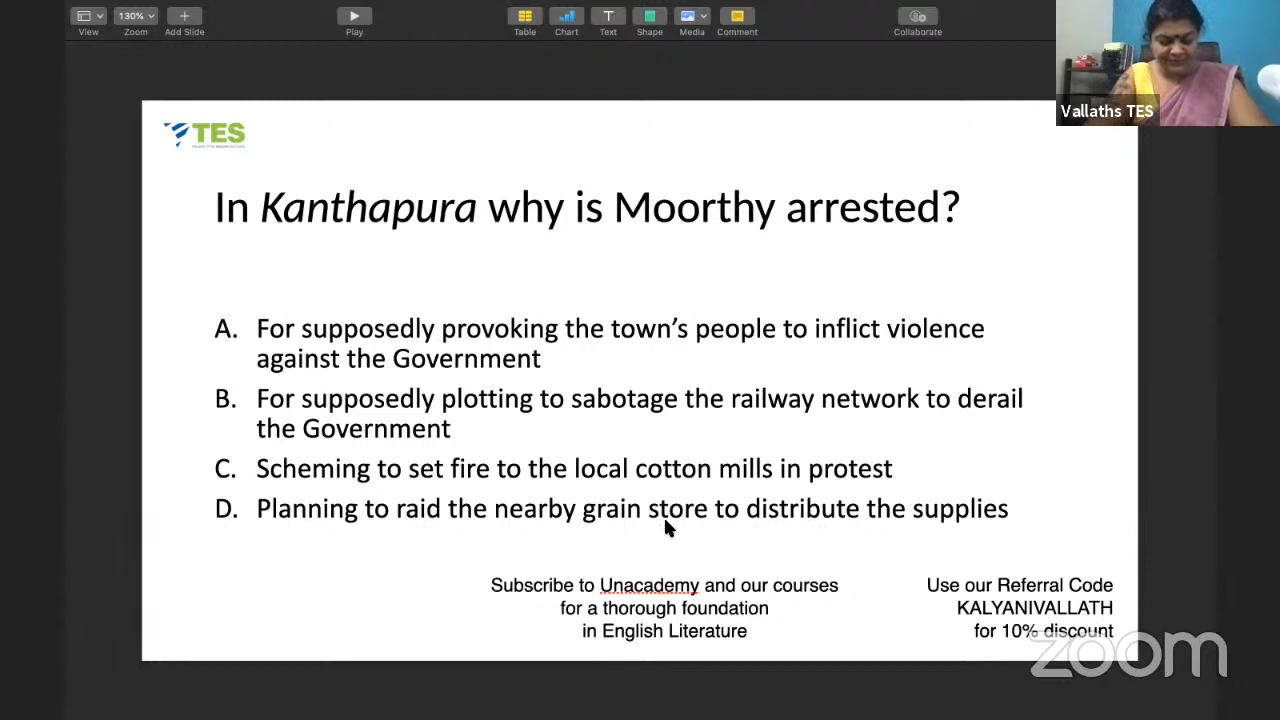 View
130%
Zoom
Add Slide
Play
Table
Chart
Text
Shape
Media
Comment
Collaborate
Vallaths TES
TES
In Kanthapura why is Moorthy arrested?
A. For supposedly provoking the town's people to inflict violence
against the Government
B. For supposedly plotting to sabotage the railway network to derail
the Government
C. Scheming to set fire to the local cotton mills in protest
D. Planning to raid the nearby grain store to distribute the supplies
Subscribe to Unacademy and our courses
for a thorough foundation
in English Literature
Use our Referral Code
KALYANIVALLATH
for 10% discount
zoom